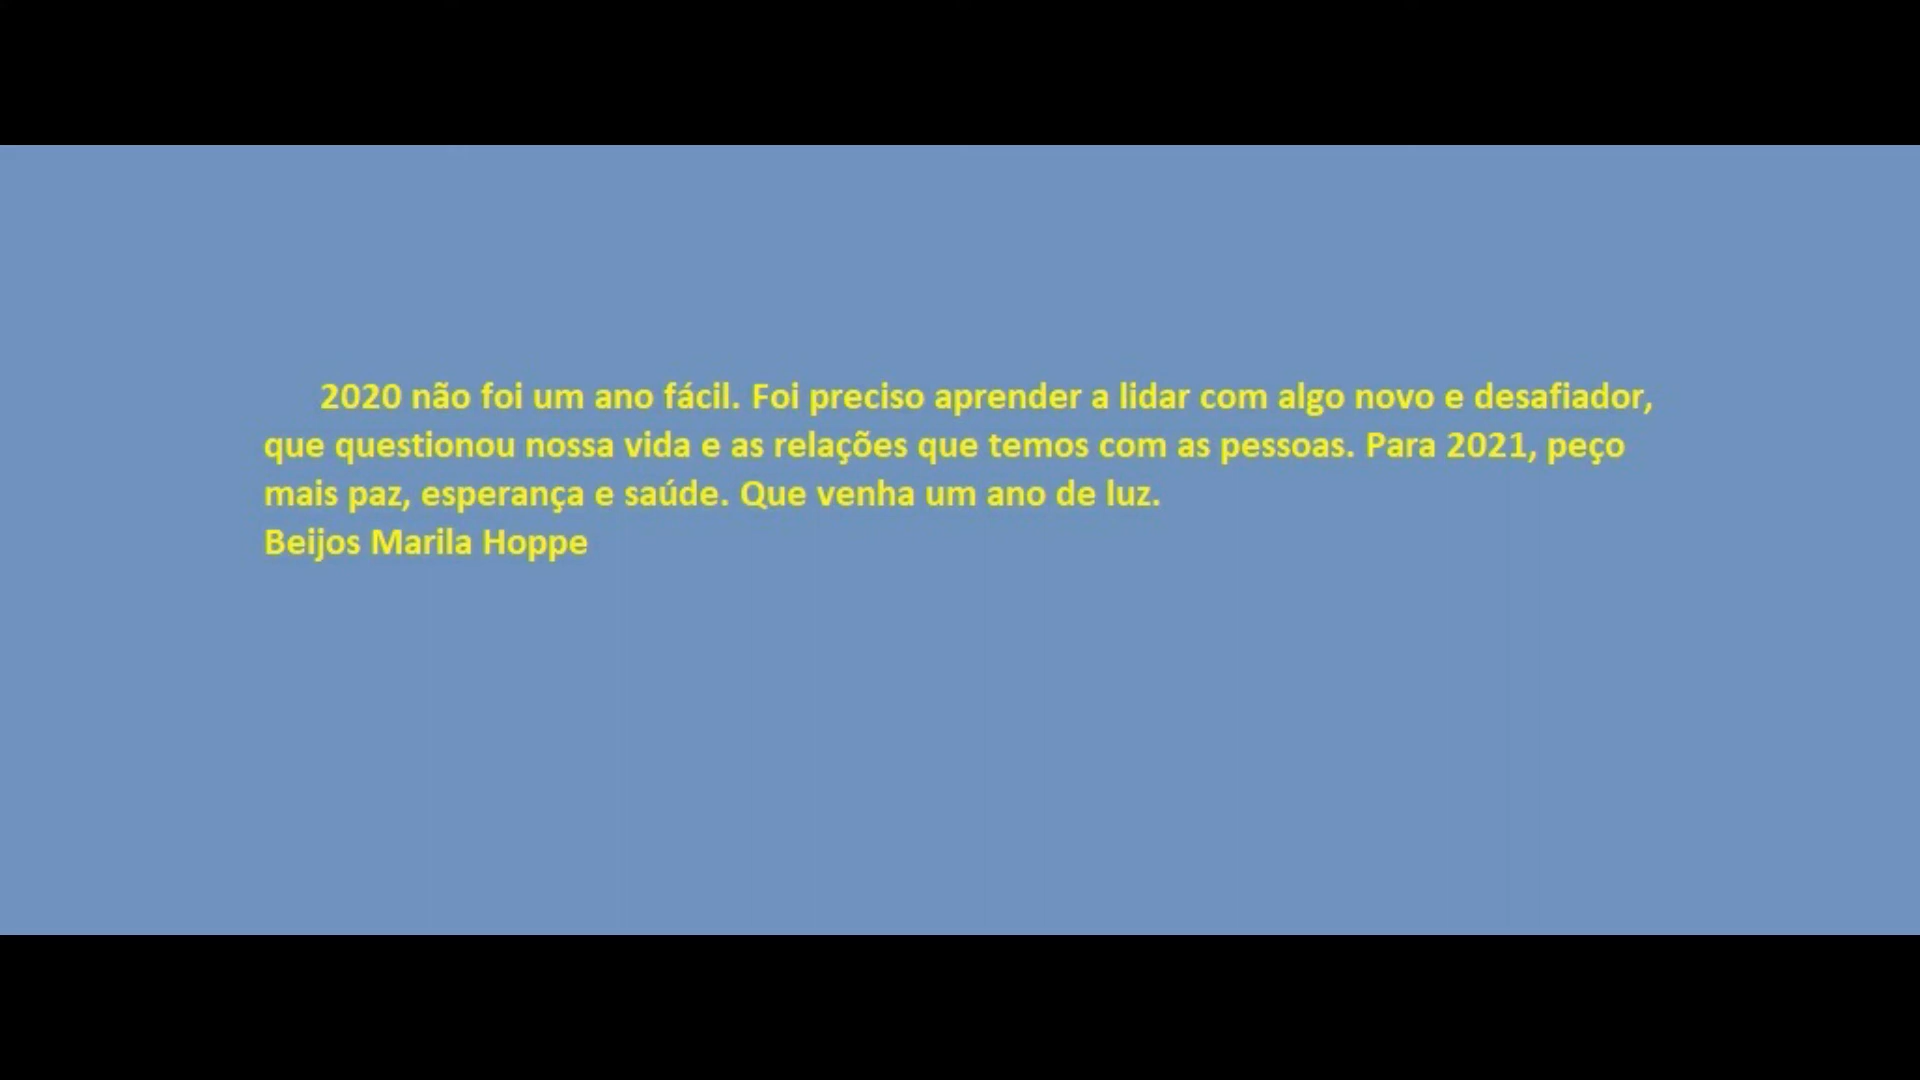 2020 não foi um ano fácil. Foi preciso aprender a lidar com algo novo e desafiador,
que questionou nossa vida e as relações que temos com as pessoas. Para 2021, peço
mais paz, esperança e saúde. Que venha um ano de luz.
Beijos Marila Hoppe